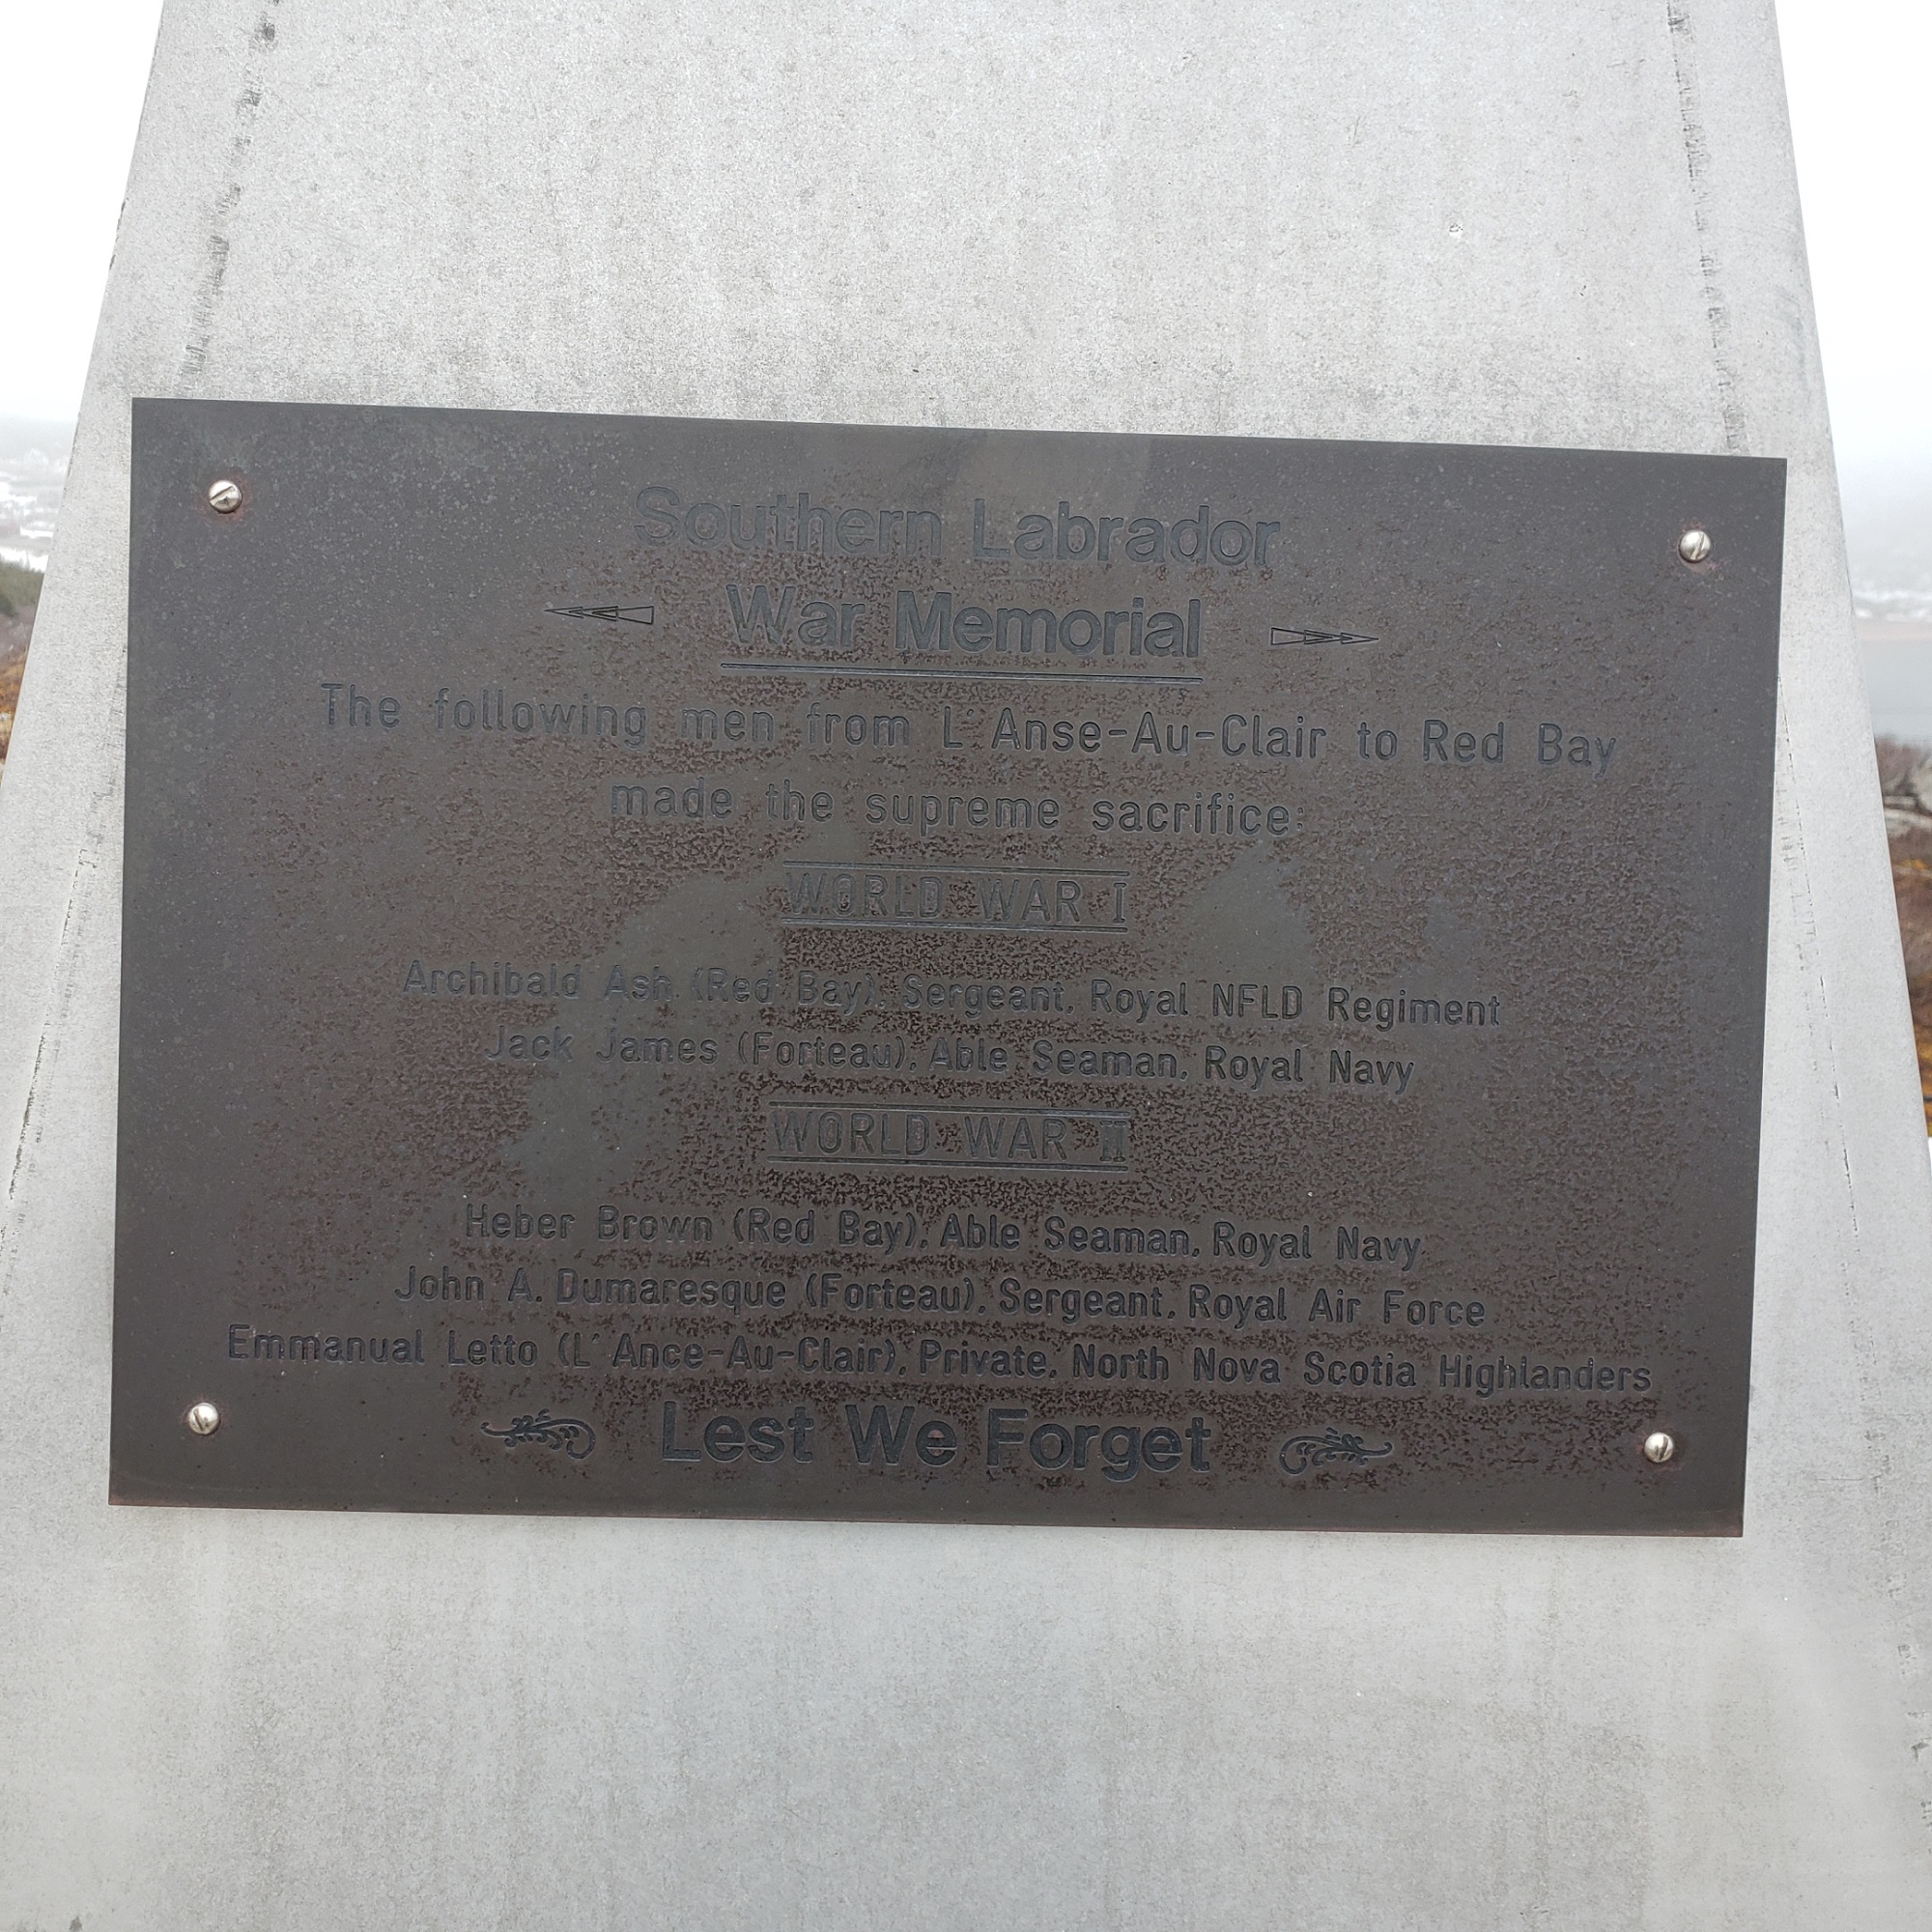 Southern Labrador
War Memorial
The following men from L'Anse-Au-Clair to Red Bay
made the supreme sacrifice:
WORLD WAR I
Archibald Ash (Red Bay), Sergeant, Royal NFLD Regiment
Jack James (Forteau), Able Seaman, Royal Navy
WORLD WAR II
Heber Brown (Red Bay), Able Seaman, Royal Navy
John A. Dumaresque (Forteau), Sergeant, Royal Air Force
Emmanual Letto (L'Ance-Au-Clair), Private, North Nova Scotia Highlanders
Lest We Forget